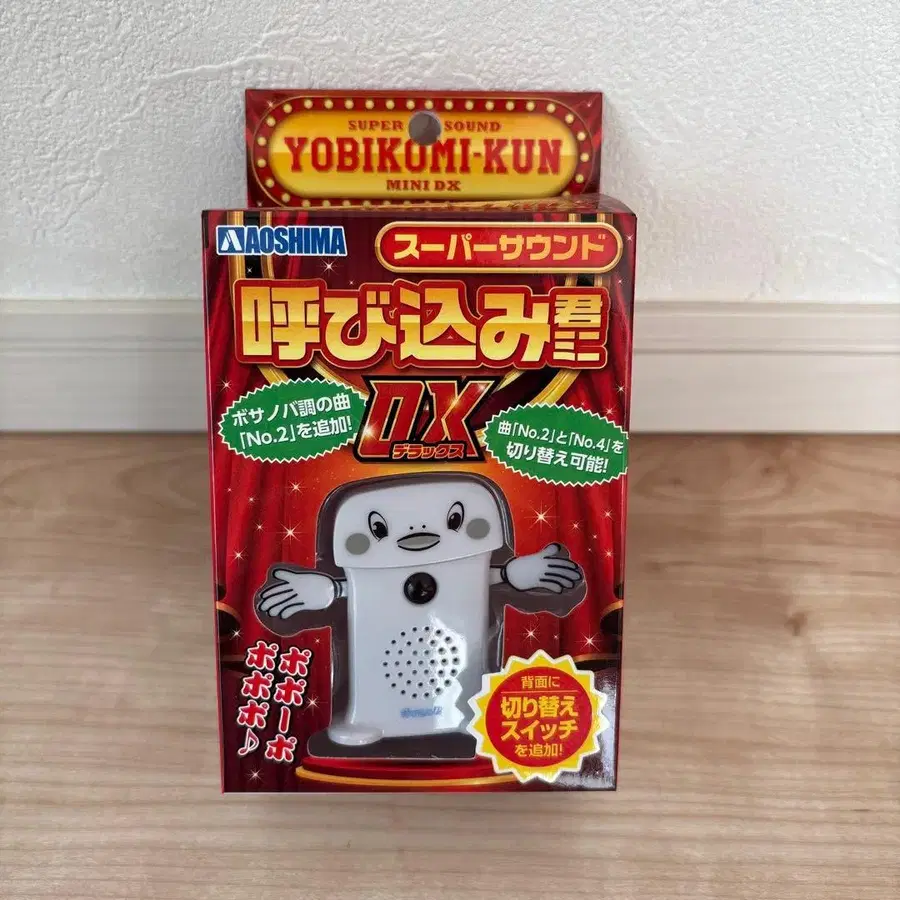 SUPER SOUND
YOBIKOMI-KUN
MINI DX
AOSHIMA
スーパーサウンド
呼び込み君ミニ
DX
デラックス
ボサノバ調の曲
「No.2」を追加!
曲「No.2」と「No.4」を
切り替え可能!
ポポーポ
ポポポ♪
背面に
切り替え
スイッチ
を追加!